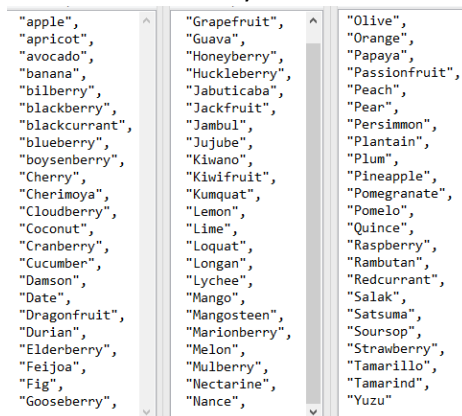 "apple",
"apricot",
"avocado",
"banana",
"bilberry",
"blackberry",
"blackcurrant",
"blueberry",
"boysenberry",
"Cherry",
"Cherimoya",
"Cloudberry",
"Coconut",
"Cranberry",
"Cucumber",
"Damson",
"Date",
"Dragonfruit",
"Durian",
"Elderberry",
"Feijoa",
"Fig",
"Gooseberry",
"Grapefruit",
"Guava",
"Honeyberry",
"Huckleberry",
"Jabuticaba",
"Jackfruit",
"Jambul",
"Jujube",
"Kiwano",
"Kiwifruit",
"Kumquat",
"Lemon",
"Lime",
"Loquat",
"Longan",
"Lychee",
"Mango",
"Mangosteen",
"Marionberry",
"Melon",
"Mulberry",
"Nectarine",
"Nance",
"Olive",
"Orange",
"Papaya",
"Passionfruit",
"Peach",
"Pear",
"Persimmon",
"Plantain",
"Plum",
"Pineapple",
"Pomegranate",
"Pomelo",
"Quince",
"Raspberry",
"Rambutan",
"Redcurrant",
"Salak",
"Satsuma",
"Soursop",
"Strawberry",
"Tamarillo",
"Tamarind",
"Yuzu"